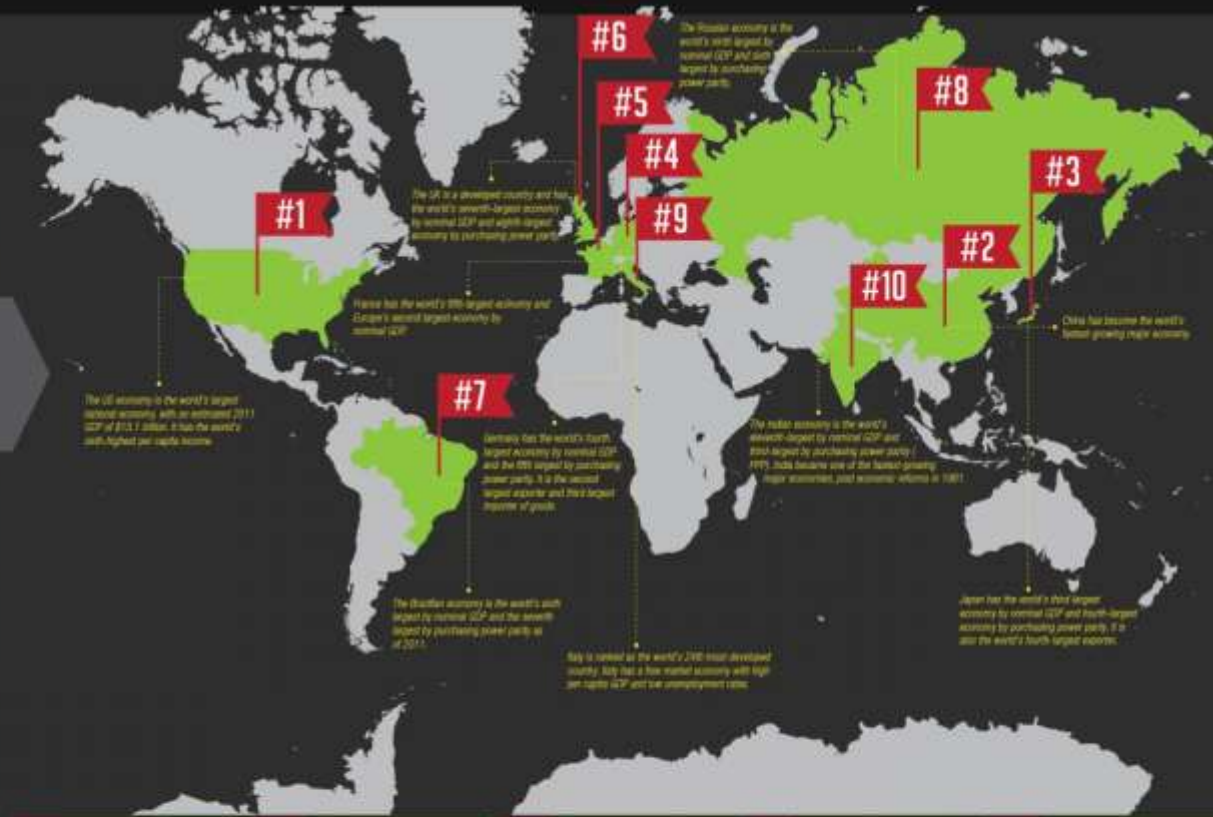 #6
The Russian economy is the
world's ninth largest by
nominal GDP and sixth
largest by purchasing
power parity.
#8
#5
#4
#3
The UK is a developed country and has
the world's seventh-largest economy
by nominal GDP and eighth-largest
economy by purchasing power parity
#1
#9
#2
#10
France has the world's fifth largest economy and
Europe's second largest economy by
nominal GDP
China has become the world's
fastest growing major economy.
The US economy is the world's largest
national economy, with an estimated 2011
GDP of trillion. It has the world's
highest per capita income.
#7
Germany has the world's fourth
largest economy by nominal GDP
and the fifth largest by purchasing
power parity. It is the second
largest exporter and third largest
importer of goods.
The Indian economy is the world's
eleventh-largest by nominal GDP and
third largest by purchasing power parity (
PPP). India became one of the fastest growing
major economies, post economic reforms in 1991.
The Brazilian economy is the world's sixth
largest by nominal GDP and the seventh
largest by purchasing power parity as
of 2011.
Japan has the world's third largest
economy by nominal GDP and fourth-largest
economy by purchasing power parity. It is
also the world's fourth-largest exporter.
Italy is ranked as the world's most developed
country. Italy has a free market economy with high
per capita GDP and low unemployment rates.